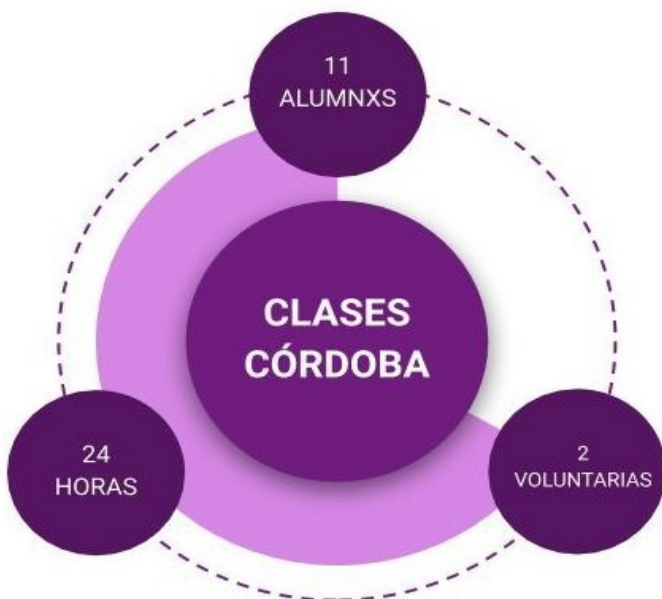 11
ALUMNXS
CLASES
CÓRDOBA
24
HORAS
2
VOLUNTARIAS